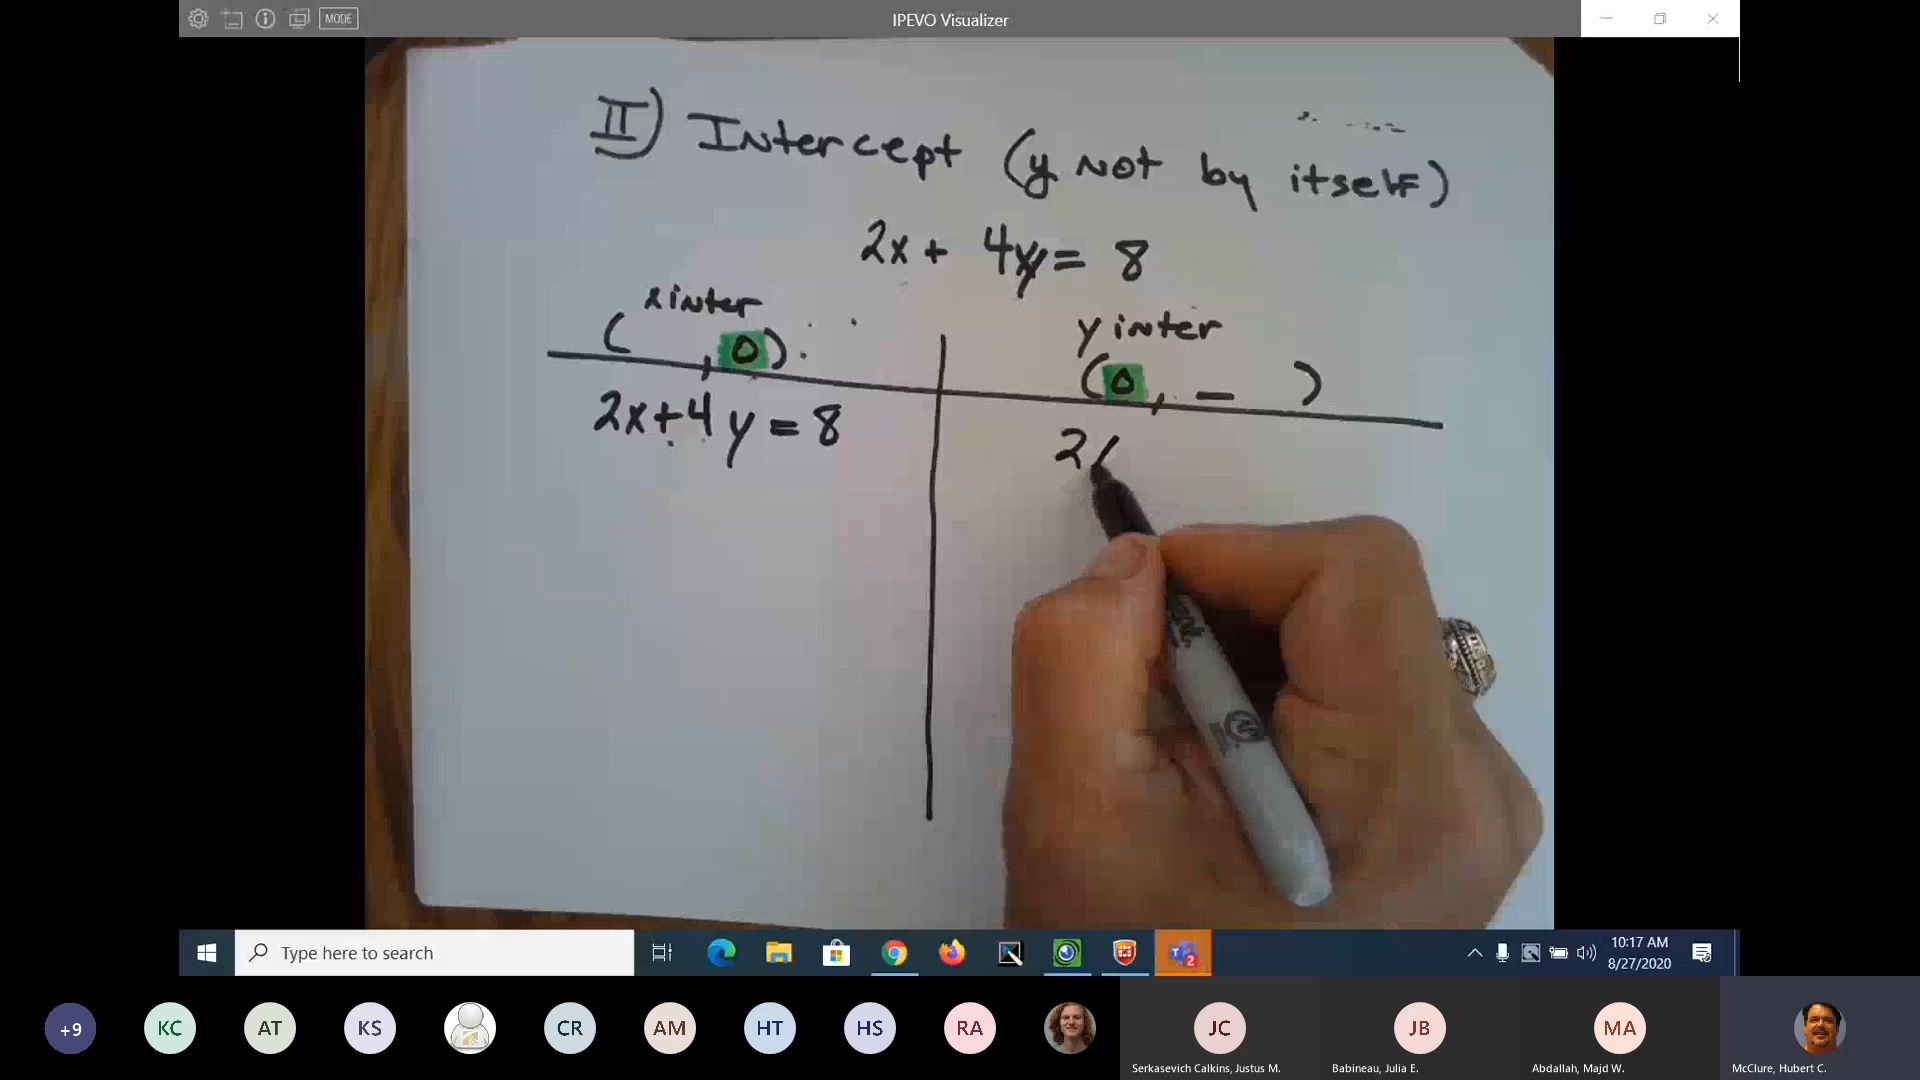 IPEVO Visualizer
MODE
II) Intercept (y not by itself)
2x + 4y = 8
x inter
( , 0)
y inter
(0, _ )
2x+4y=8
2(
Type here to search
2
10:17 AM
8/27/2020
+9
KC
AT
KS
CR
AM
HT
HS
RA
JC
JB
MA
Serkasevich Calkins, Justus M.
Babineau, Julia E.
Abdallah, Majd W.
McClure, Hubert C.